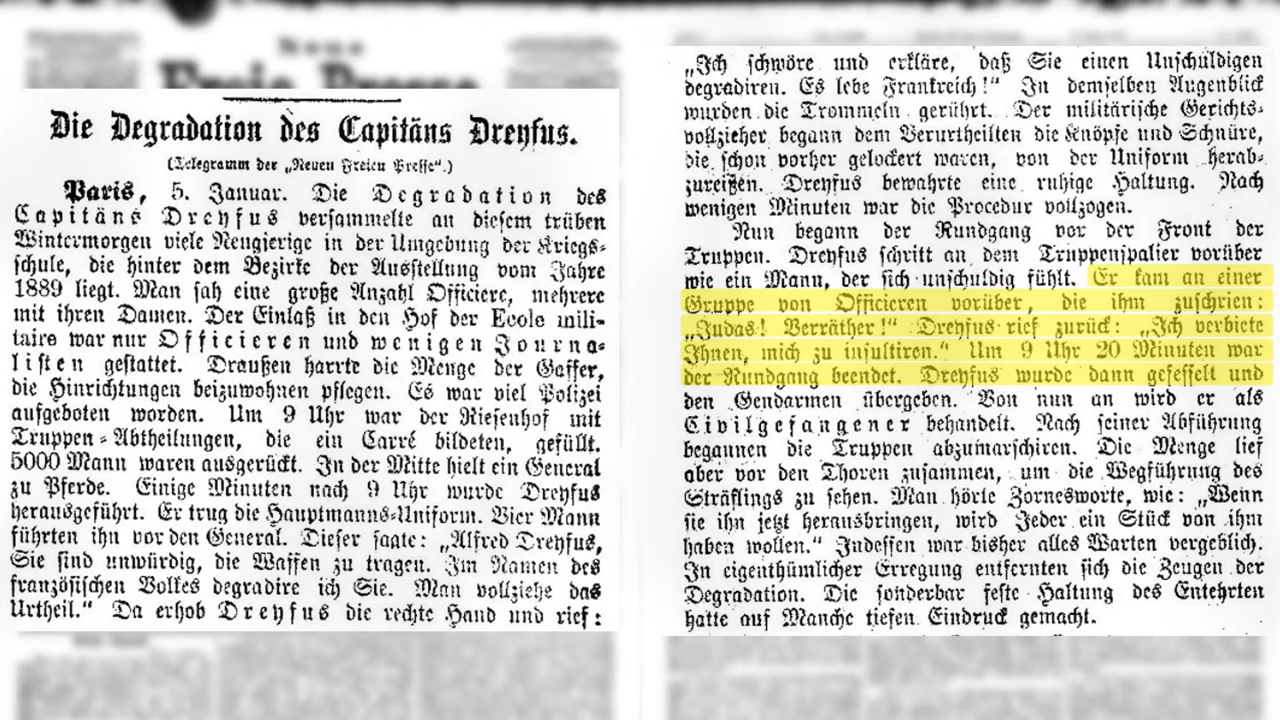 Neue
Freie Presse
Die Degradation des Capitäns Dreyfus.
(Telegramm der „Neuen Freien Presse“.)
Paris, 5. Januar. Die Degradation des
Capitäns Dreyfus versammelte an diesem trüben
Wintermorgen viele Neugierige in der Umgebung der Kriegs-
schule, die hinter dem Bezirke der Ausstellung vom Jahre
1889 liegt. Man sah eine große Anzahl Officiere, mehrere
mit ihren Damen. Der Einlaß in den Hof der Ecole mili-
taire war nur Officieren und wenigen Journa-
listen gestattet. Draußen harrte die Menge der Gaffer,
die Hinrichtungen beizuwohnen pflegen. Es war viel Polizei
aufgeboten worden. Um 9 Uhr war der Riesenhof mit
Truppen-Abtheilungen, die ein Carré bildeten, gefüllt.
5000 Mann waren ausgerückt. In der Mitte hielt ein General
zu Pferde. Einige Minuten nach 9 Uhr wurde Dreyfus
herausgeführt. Er trug die Hauptmanns-Uniform. Vier Mann
führten ihn vor den General. Dieser sagte: „Alfred Dreyfus,
Sie sind unwürdig, die Waffen zu tragen. Im Namen des
französischen Volkes degradire ich Sie. Man vollziehe das
Urtheil.“ Da erhob Dreyfus die rechte Hand und rief:
„Ich schwöre und erkläre, daß Sie einen Unschuldigen
degradiren. Es lebe Frankreich!“ In demselben Augenblick
wurden die Trommeln gerührt. Der militärische Gerichts-
vollzieher begann dem Verurtheilten die Knöpfe und Schnüre,
die schon vorher gelockert waren, von der Uniform herab-
zureißen. Dreyfus bewahrte eine ruhige Haltung. Nach
wenigen Minuten war die Procedur vollzogen.
Nun begann der Rundgang vor der Front der
Truppen. Dreyfus schritt an dem Truppenspalier vorüber
wie ein Mann, der sich unschuldig fühlt. Er kam an einer
Gruppe von Officieren vorüber, die ihm zuschrien:
„Judas! Verräther!“ Dreyfus rief zurück: „Ich verbiete
Ihnen, mich zu insultiren.“ Um 9 Uhr 20 Minuten war
der Rundgang beendet. Dreyfus wurde dann gefesselt und
den Gendarmen übergeben. Von nun an wird er als
Civilgefangener behandelt. Nach seiner Abführung
begannen die Truppen abzumarschiren. Die Menge lief
aber vor den Thoren zusammen, um die Wegführung des
Sträflings zu sehen. Man hörte Zornesworte, wie: „Wenn
sie ihn jetzt herausbringen, wird Jeder ein Stück von ihm
haben wollen.“ Indessen war bisher alles Warten vergeblich.
In eigenthümlicher Erregung entfernten sich die Zeugen der
Degradation. Die sonderbar feste Haltung des Entehrten
hatte auf Manche tiefen Eindruck gemacht.